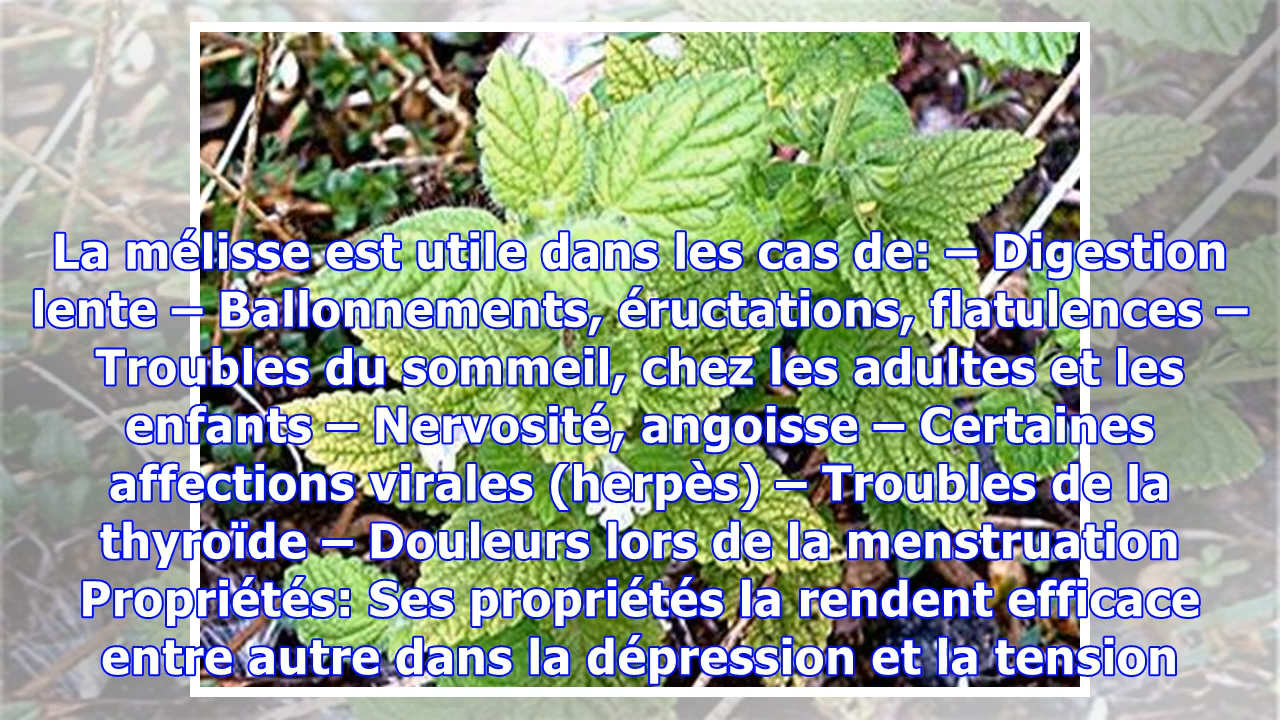 La mélisse est utile dans les cas de: – Digestion
lente – Ballonnements, éructations, flatulences –
Troubles du sommeil, chez les adultes et les
enfants – Nervosité, angoisse – Certaines
affections virales (herpès) – Troubles de la
thyroïde – Douleurs lors de la menstruation
Propriétés: Ses propriétés la rendent efficace
entre autre dans la dépression et la tension